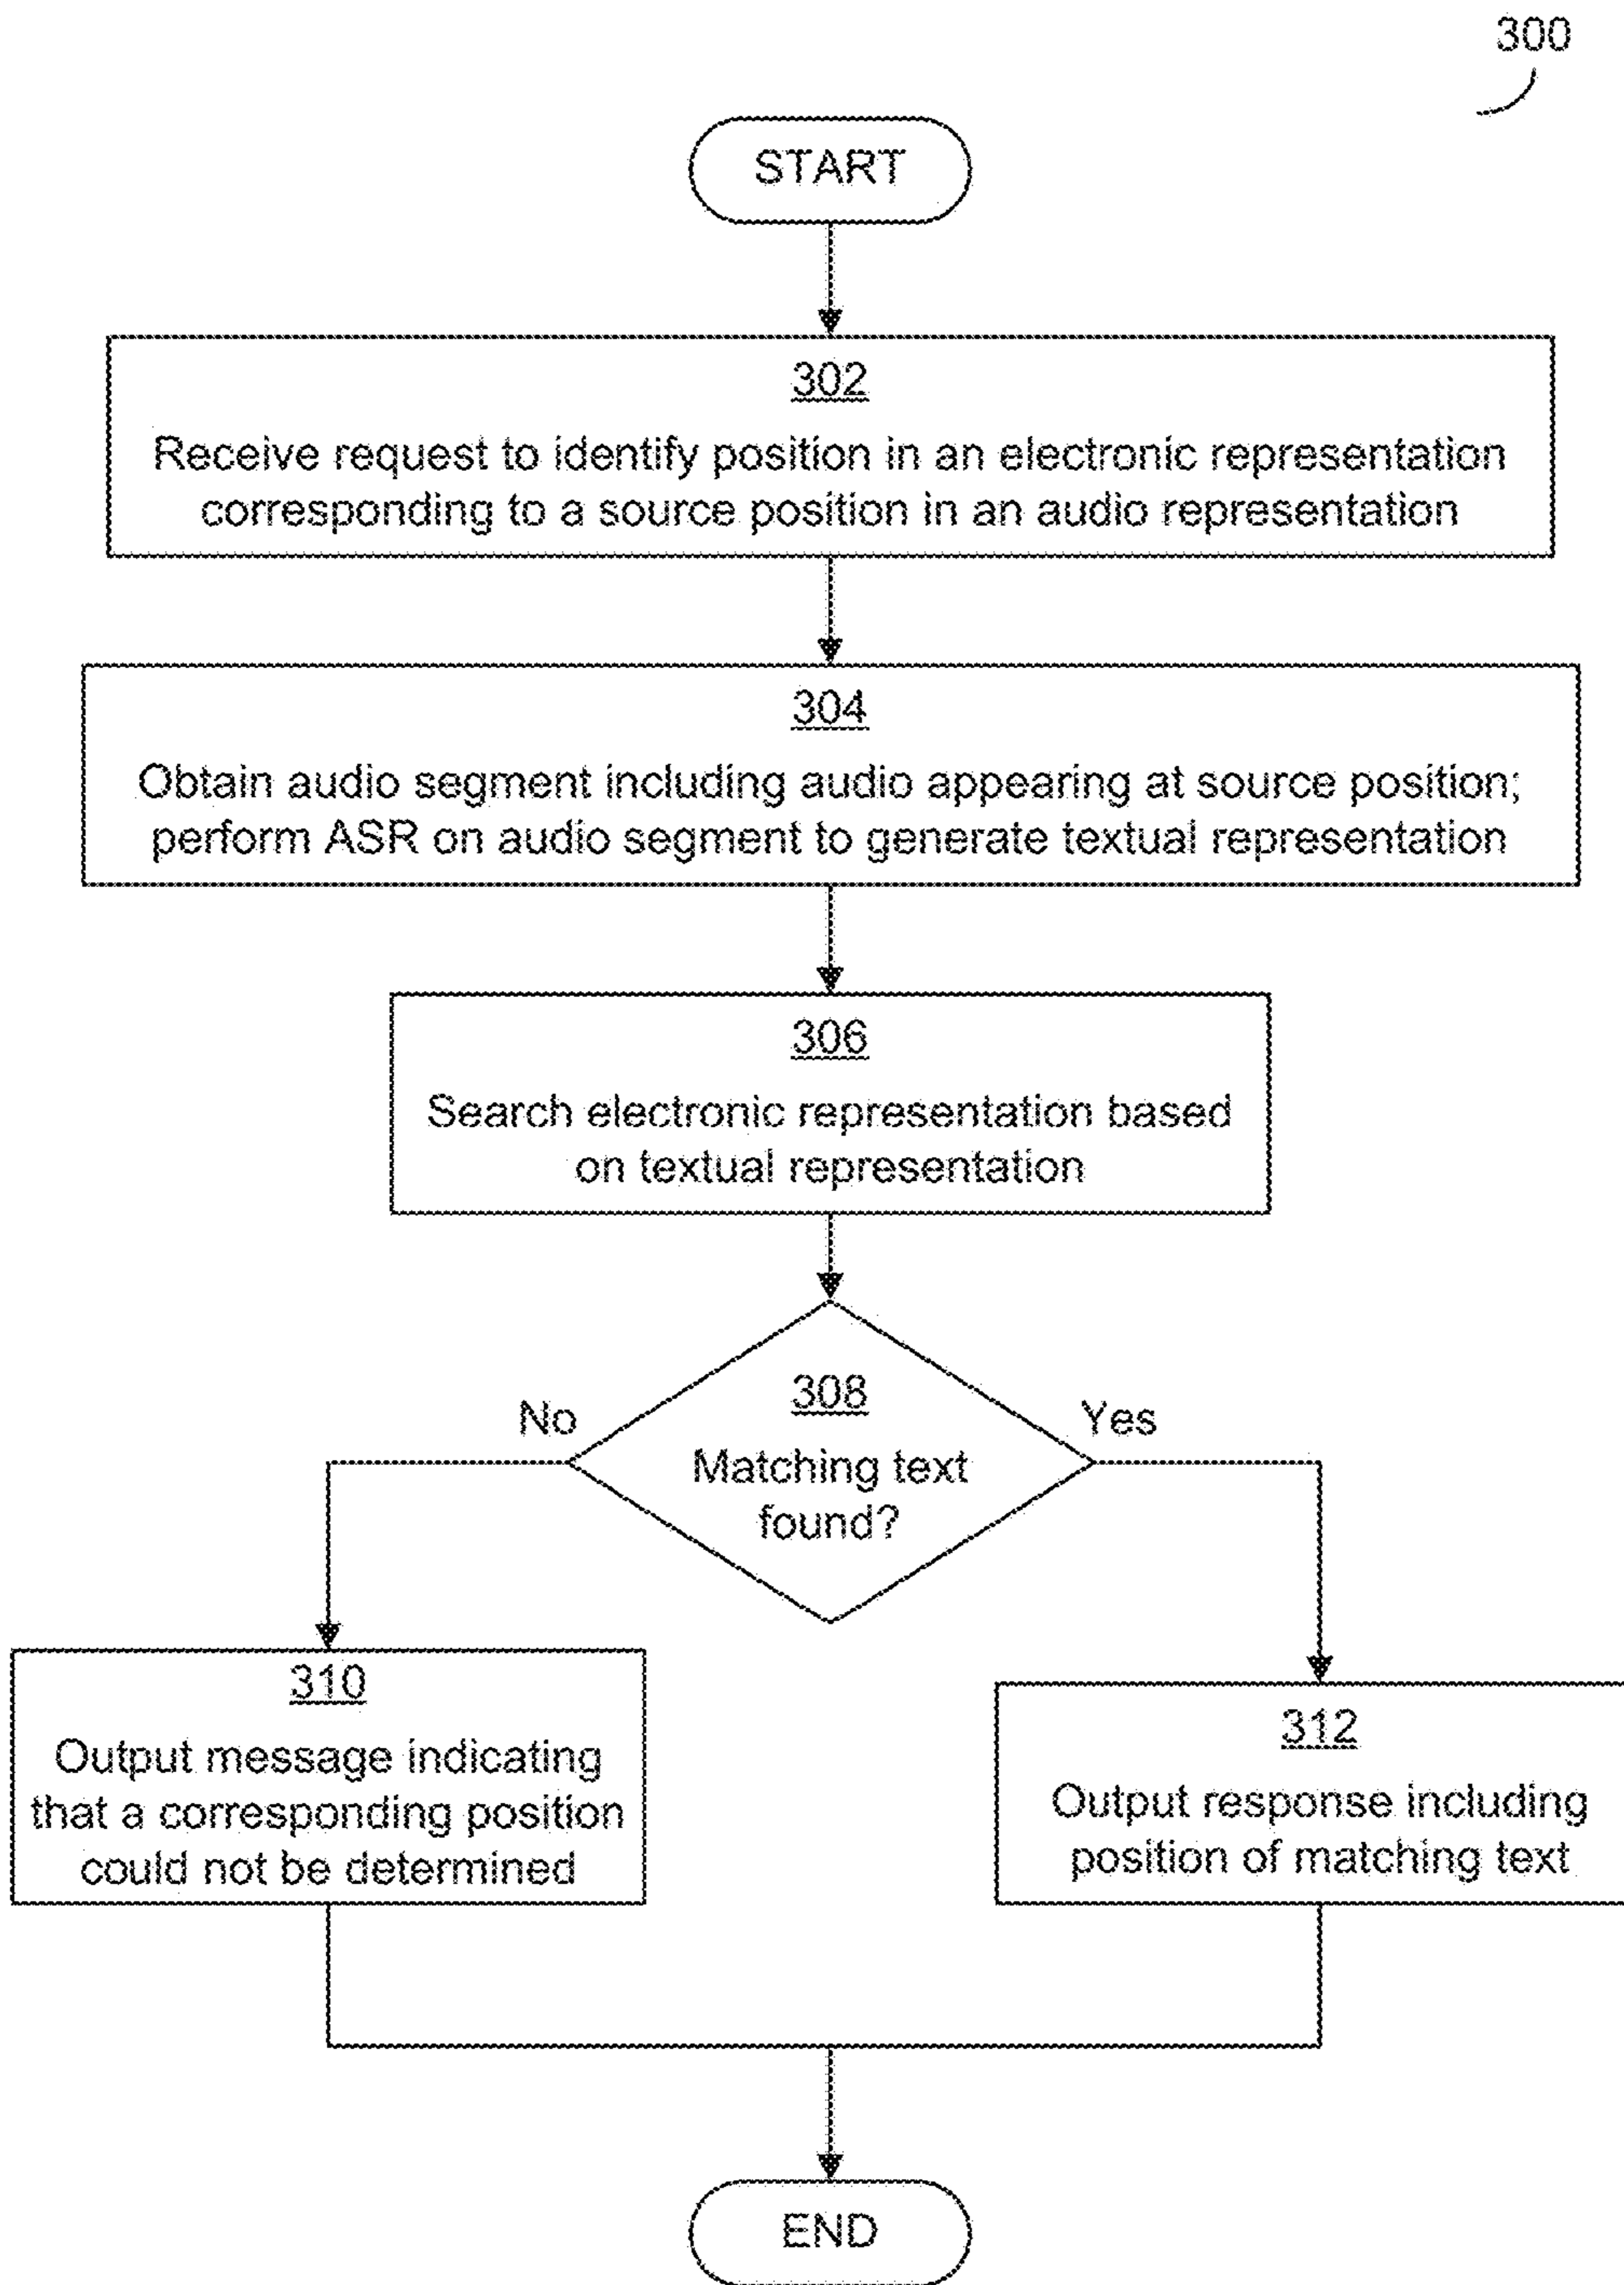 300
START
302
Receive request to identify position in an electronic representation
corresponding to a source position in an audio representation
304
Obtain audio segment including audio appearing at source position;
perform ASR on audio segment to generate textual representation
306
Search electronic representation based
on textual representation
308
Matching text
found?
No
Yes
310
Output message indicating
that a corresponding position
could not be determined
312
Output response including
position of matching text
END